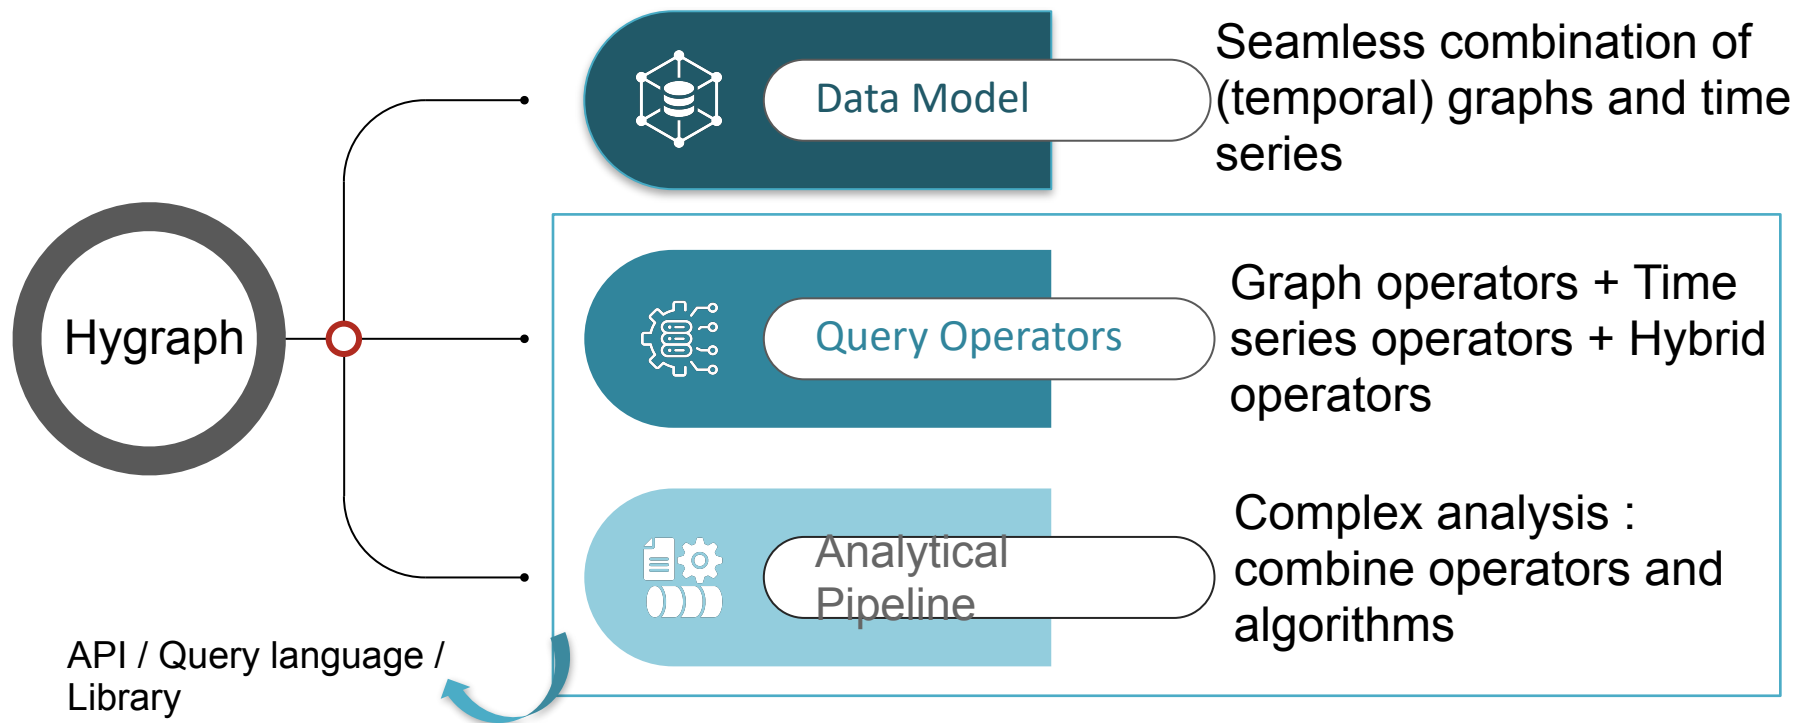 Seamless combination of
(temporal) graphs and time
series
Data Model
Hygraph
Query Operators
Graph operators + Time
series operators + Hybrid
operators
Analytical
Pipeline
Complex analysis :
combine operators and
algorithms
API / Query language /
Library